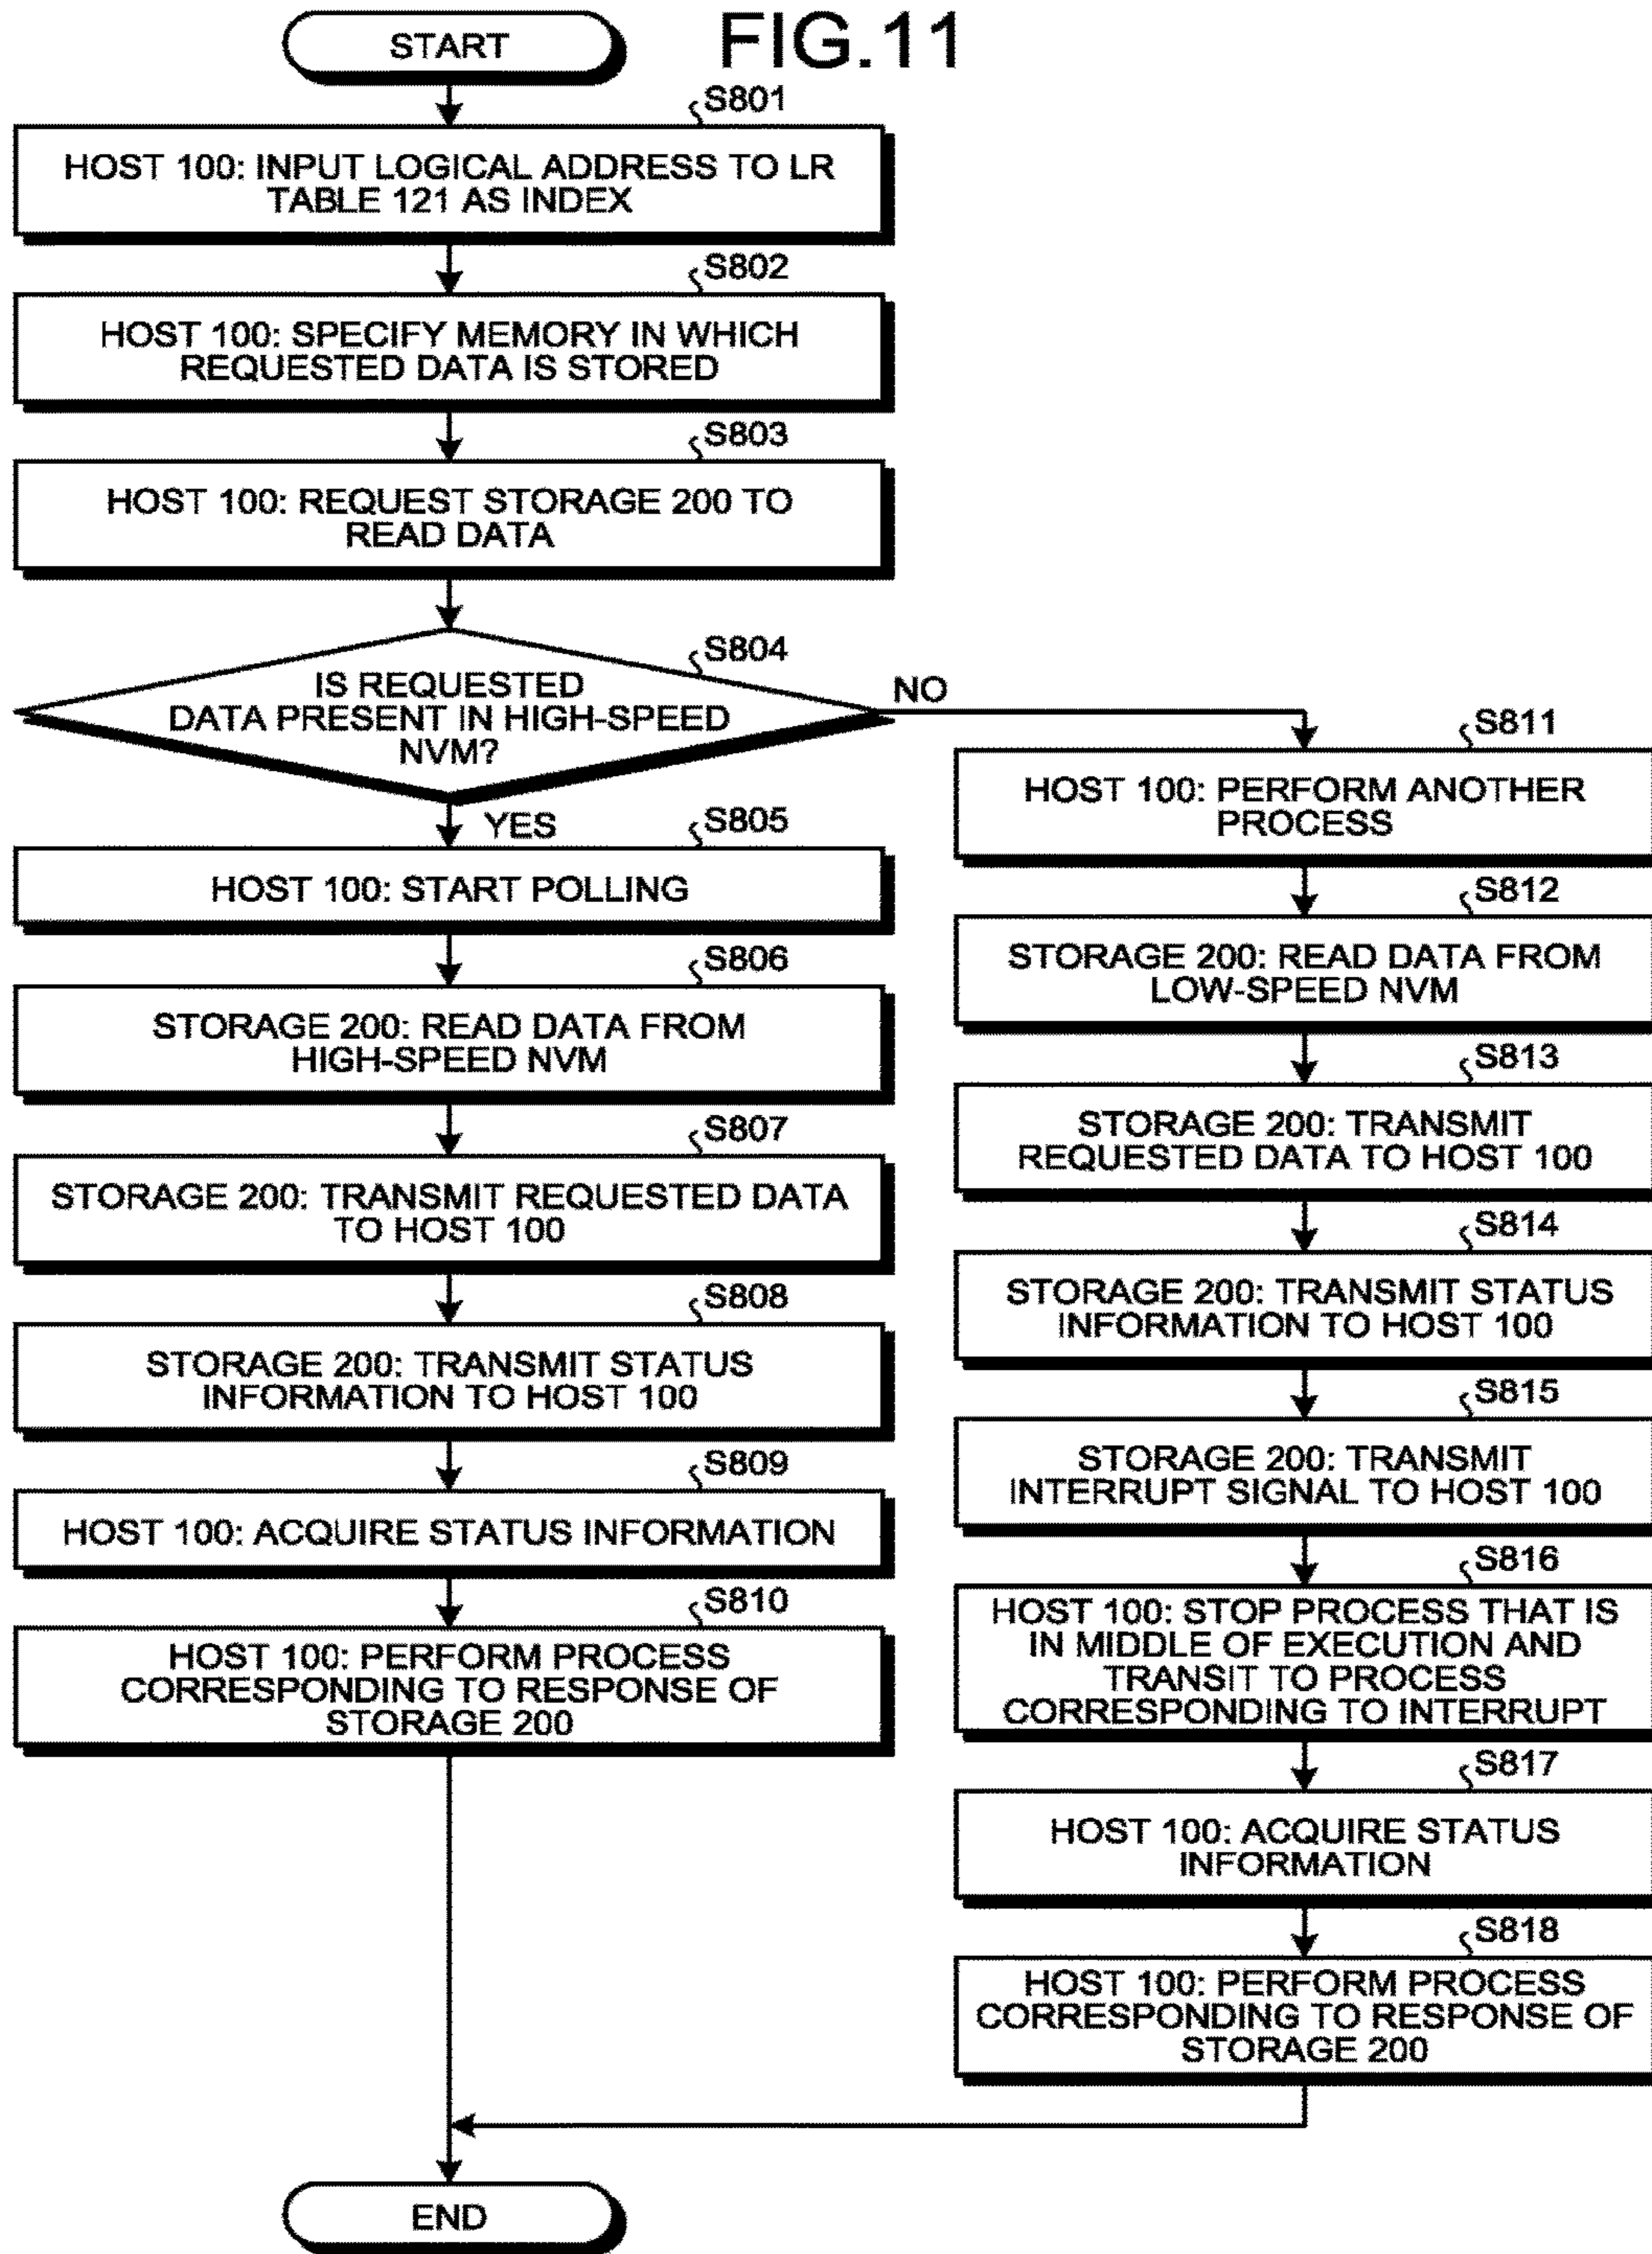 FIG.11
START
S801
HOST 100: INPUT LOGICAL ADDRESS TO LR
TABLE 121 AS INDEX
S802
HOST 100: SPECIFY MEMORY IN WHICH
REQUESTED DATA IS STORED
S803
HOST 100: REQUEST STORAGE 200 TO
READ DATA
S804
IS REQUESTED
DATA PRESENT IN HIGH-SPEED
NVM?
NO
YES
S805
HOST 100: START POLLING
S806
STORAGE 200: READ DATA FROM
HIGH-SPEED NVM
S807
STORAGE 200: TRANSMIT REQUESTED DATA
TO HOST 100
S808
STORAGE 200: TRANSMIT STATUS
INFORMATION TO HOST 100
S809
HOST 100: ACQUIRE STATUS INFORMATION
S810
HOST 100: PERFORM PROCESS
CORRESPONDING TO RESPONSE OF
STORAGE 200
S811
HOST 100: PERFORM ANOTHER
PROCESS
S812
STORAGE 200: READ DATA FROM
LOW-SPEED NVM
S813
STORAGE 200: TRANSMIT
REQUESTED DATA TO HOST 100
S814
STORAGE 200: TRANSMIT STATUS
INFORMATION TO HOST 100
S815
STORAGE 200: TRANSMIT
INTERRUPT SIGNAL TO HOST 100
S816
HOST 100: STOP PROCESS THAT IS
IN MIDDLE OF EXECUTION AND
TRANSIT TO PROCESS
CORRESPONDING TO INTERRUPT
S817
HOST 100: ACQUIRE STATUS
INFORMATION
S818
HOST 100: PERFORM PROCESS
CORRESPONDING TO RESPONSE OF
STORAGE 200
END